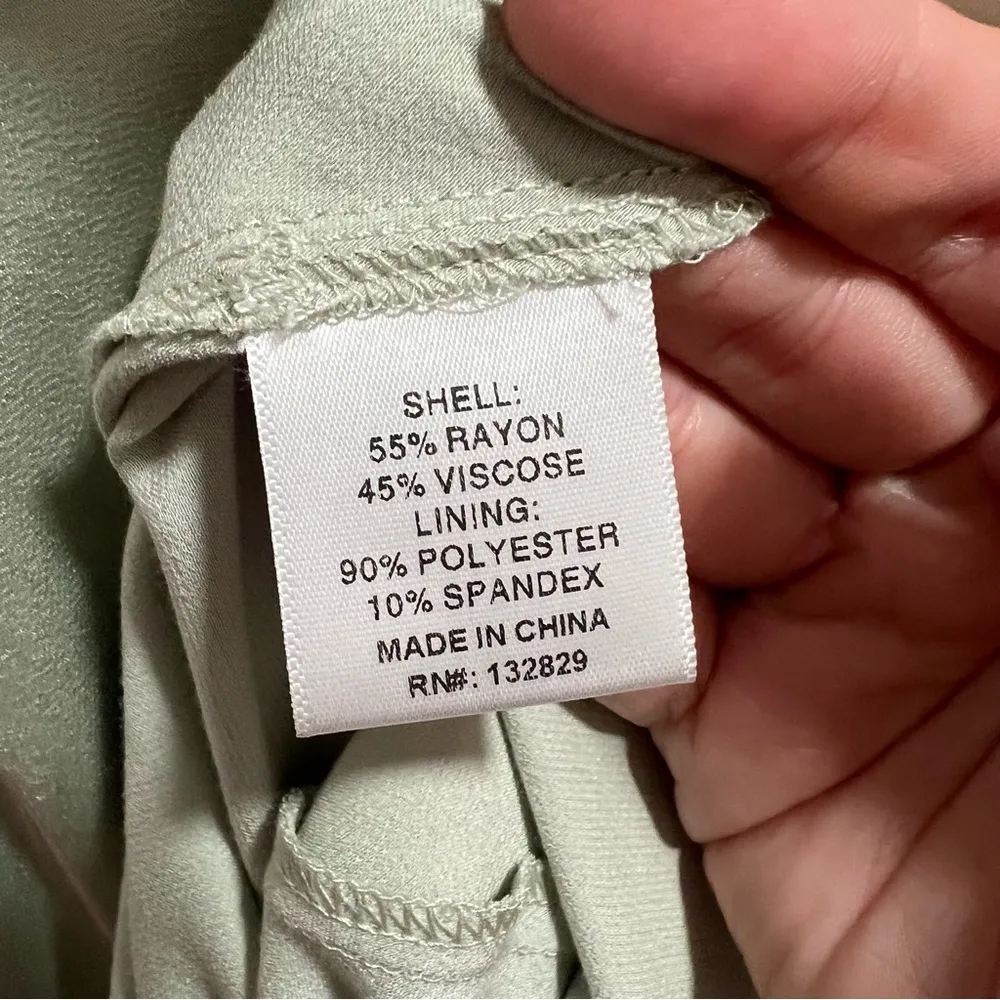 SHELL:
55% RAYON
45% VISCOSE
LINING:
90% POLYESTER
10% SPANDEX
MADE IN CHINA
RN#: 132829